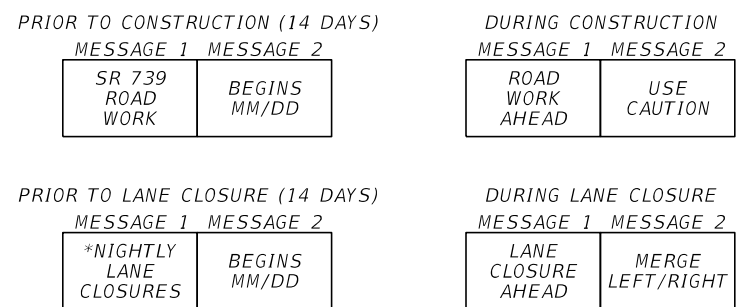 PRIOR TO CONSTRUCTION (14 DAYS)
MESSAGE 1 MESSAGE 2
SR 739
ROAD
WORK
BEGINS
MM/DD
DURING CONSTRUCTION
MESSAGE 1 MESSAGE 2
ROAD
WORK
AHEAD
USE
CAUTION
PRIOR TO LANE CLOSURE (14 DAYS)
MESSAGE 1 MESSAGE 2
*NIGHTLY
LANE
CLOSURES
BEGINS
MM/DD
DURING LANE CLOSURE
MESSAGE 1 MESSAGE 2
LANE
CLOSURE
AHEAD
MERGE
LEFT/RIGHT